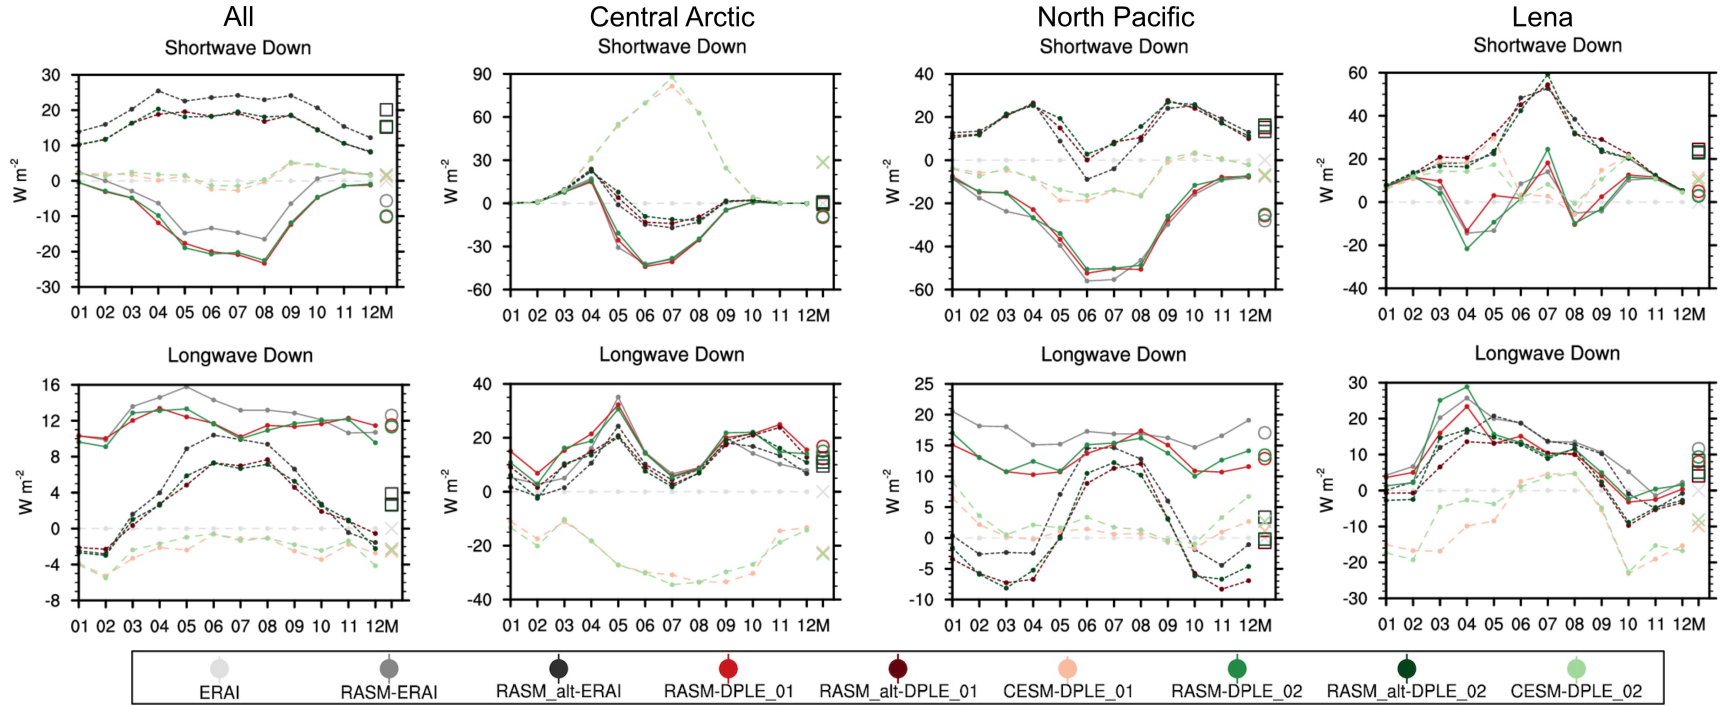 All Central Arctic North Pacific Lena
Shortwave Down Shortwave Down Shortwave Down Shortwave Down
W m-2
30
20
10
0
-10
-20
-30
01 02 03 04 05 06 07 08 09 10 11 12M
W m-2
90
60
30
0
-30
-60
01 02 03 04 05 06 07 08 09 10 11 12M
W m-2
40
20
0
-20
-40
-60
01 02 03 04 05 06 07 08 09 10 11 12M
W m-2
60
40
20
0
-20
-40
01 02 03 04 05 06 07 08 09 10 11 12M
Longwave Down Longwave Down Longwave Down Longwave Down
W m-2
16
12
8
4
0
-4
-8
01 02 03 04 05 06 07 08 09 10 11 12M
W m-2
40
20
0
-20
-40
01 02 03 04 05 06 07 08 09 10 11 12M
W m-2
25
20
15
10
5
0
-5
-10
01 02 03 04 05 06 07 08 09 10 11 12M
W m-2
30
20
10
0
-10
-20
-30
01 02 03 04 05 06 07 08 09 10 11 12M
ERAI RASM-ERAI RASM_alt-ERAI RASM-DPLE_01 RASM_alt-DPLE_01 CESM-DPLE_01 RASM-DPLE_02 RASM_alt-DPLE_02 CESM-DPLE_02